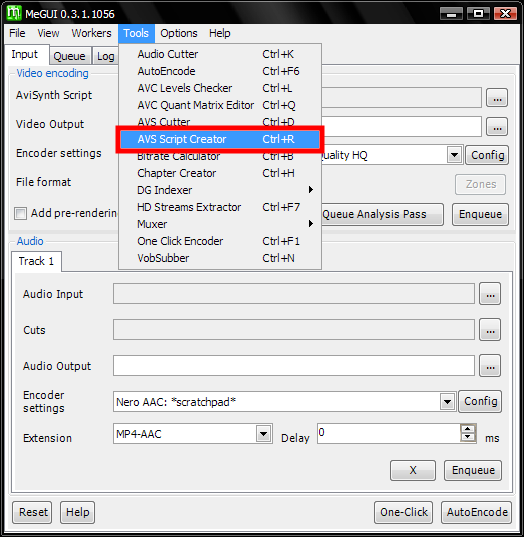 MeGUI 0.3.1.1056
File View Workers Tools Options Help
Input Queue Log
Audio Cutter Ctrl+K
AutoEncode Ctrl+F6
AVC Levels Checker Ctrl+L
AVC Quant Matrix Editor Ctrl+Q
AVS Cutter Ctrl+D
AVS Script Creator Ctrl+R
Bitrate Calculator Ctrl+B
Chapter Creator Ctrl+H
DG Indexer
HD Streams Extractor Ctrl+F7
Muxer
One Click Encoder Ctrl+F1
VobSubber Ctrl+N
Video encoding
AviSynth Script ...
Video Output ...
Encoder settings uality HQ Config
File format Zones
Add pre-rendering Queue Analysis Pass Enqueue
Audio
Track 1
Audio Input ...
Cuts ...
Audio Output ...
Encoder
settings Nero AAC: *scratchpad* Config
Extension MP4-AAC Delay 0 ms
X Enqueue
Reset Help One-Click AutoEncode